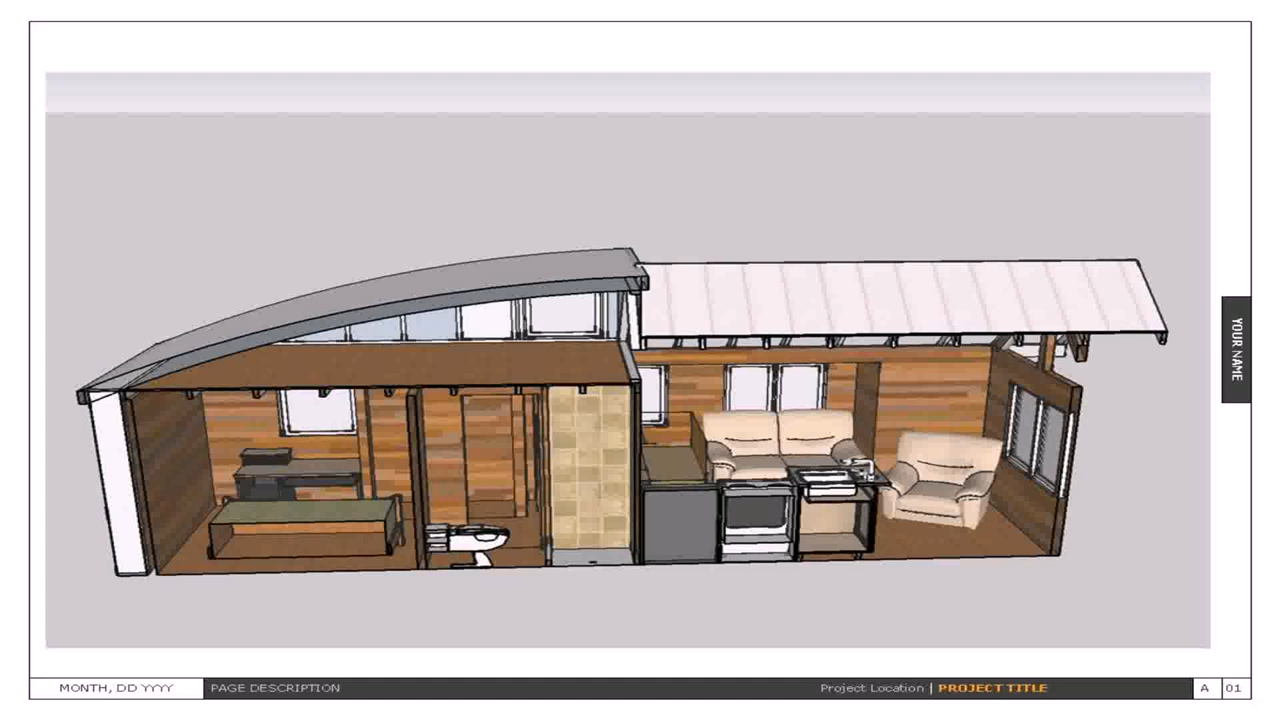 YOUR NAME
MONTH, DD YYYY
PAGE DESCRIPTION
Project Location | PROJECT TITLE
A
01